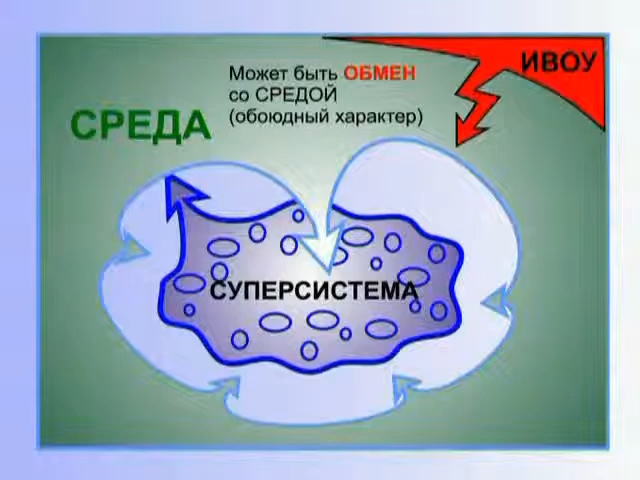 ИВОУ
Может быть ОБМЕН
со СРЕДОЙ
(обоюдный характер)
СРЕДА
СУПЕРСИСТЕМА